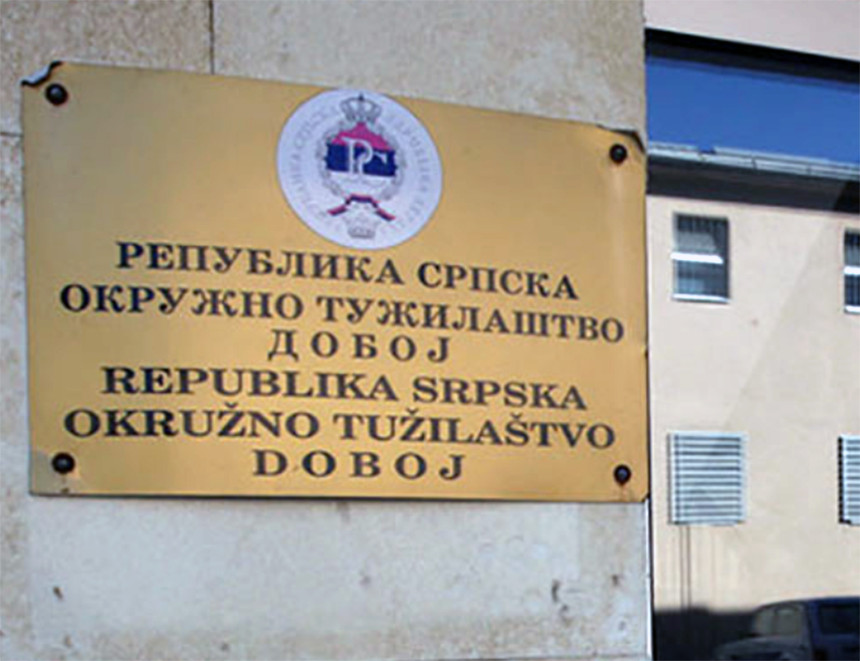 РЕПУБЛИКА СРПСКА
ОКРУЖНО ТУЖИЛАШТВО
ДОБОЈ
REPUBLIKA SRPSKA
OKRUŽNO TUŽILAŠTVO
DOBOJ